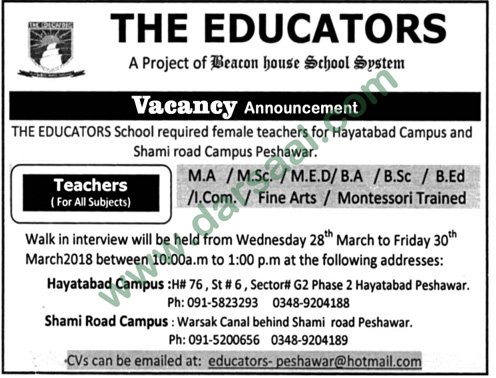 THE EDUCATORS
A Project of Beacon house School System
Vacancy Announcement
THE EDUCATORS School required female teachers for Hayatabad Campus and
Shami road Campus Peshawar.
Teachers
( For All Subjects)
M.A / M.Sc. / M.E.D/ B.A / B.Sc / B.Ed
/I.Com. / Fine Arts / Montessori Trained
Walk in interview will be held from Wednesday 28th March to Friday 30th
March2018 between 10:00a.m to 1:00 p.m at the following addresses:
Hayatabad Campus :H# 76 , St # 6 , Sector# G2 Phase 2 Hayatabad Peshawar.
Ph: 091-5823293 0348-9204188
Shami Road Campus : Warsak Canal behind Shami road Peshawar.
Ph: 091-5200656 0348-9204189
CVs can be emailed at: educators- peshawar@hotmail.com
www.darsaal.com